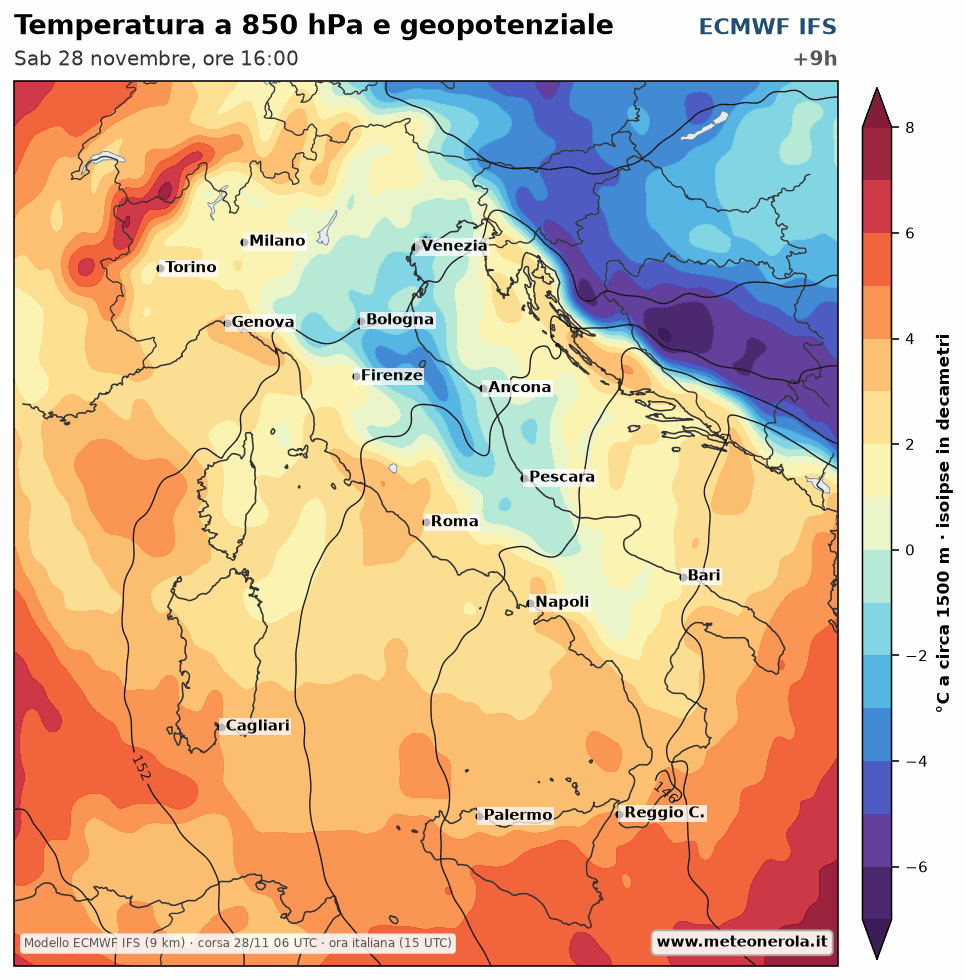 Temperatura a 850 hPa e geopotenziale
ECMWF IFS
Sab 28 novembre, ore 16:00
+9h
Milano
Venezia
Torino
Genova
Bologna
Firenze
Ancona
Pescara
Roma
Bari
Napoli
Cagliari
152
146
Palermo
Reggio C.
8
6
4
2
0
−2
−4
−6
°C a circa 1500 m · isoipse in decametri
Modello ECMWF IFS (9 km) · corsa 28/11 06 UTC · ora italiana (15 UTC)
www.meteonerola.it